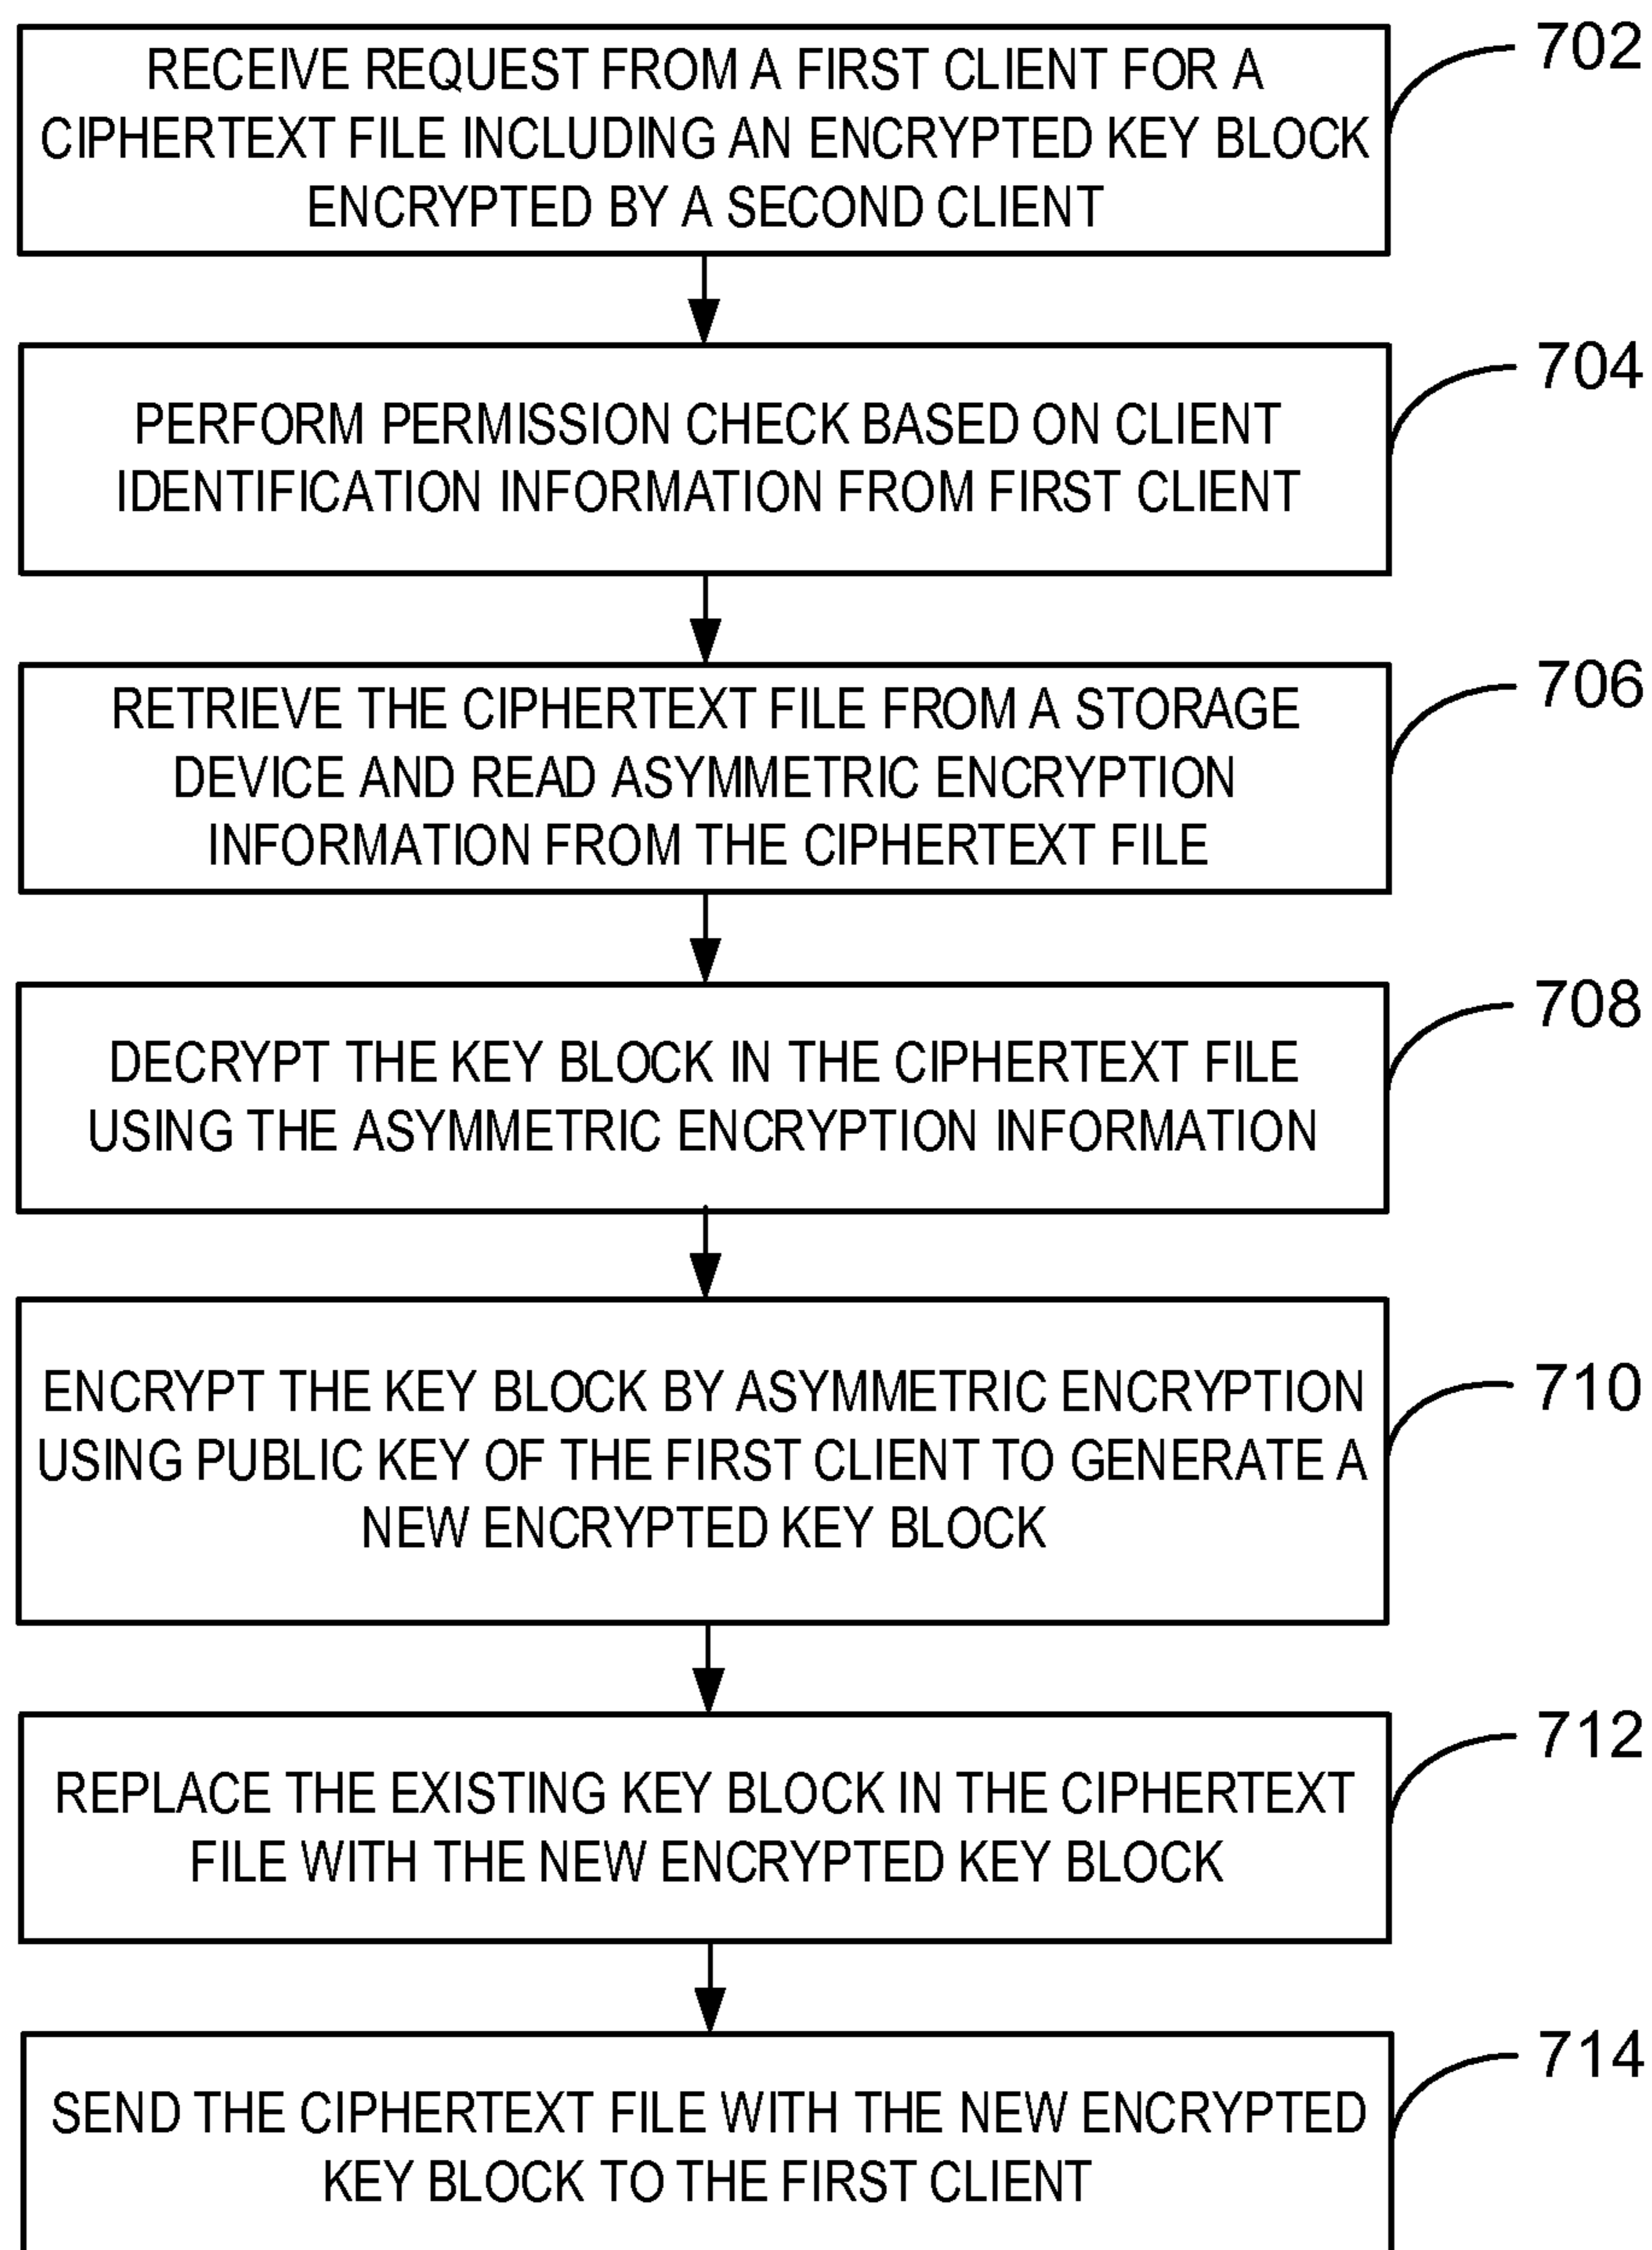 RECEIVE REQUEST FROM A FIRST CLIENT FOR A
CIPHERTEXT FILE INCLUDING AN ENCRYPTED KEY BLOCK
ENCRYPTED BY A SECOND CLIENT
702
PERFORM PERMISSION CHECK BASED ON CLIENT
IDENTIFICATION INFORMATION FROM FIRST CLIENT
704
RETRIEVE THE CIPHERTEXT FILE FROM A STORAGE
DEVICE AND READ ASYMMETRIC ENCRYPTION
INFORMATION FROM THE CIPHERTEXT FILE
706
DECRYPT THE KEY BLOCK IN THE CIPHERTEXT FILE
USING THE ASYMMETRIC ENCRYPTION INFORMATION
708
ENCRYPT THE KEY BLOCK BY ASYMMETRIC ENCRYPTION
USING PUBLIC KEY OF THE FIRST CLIENT TO GENERATE A
NEW ENCRYPTED KEY BLOCK
710
REPLACE THE EXISTING KEY BLOCK IN THE CIPHERTEXT
FILE WITH THE NEW ENCRYPTED KEY BLOCK
712
SEND THE CIPHERTEXT FILE WITH THE NEW ENCRYPTED
KEY BLOCK TO THE FIRST CLIENT
714